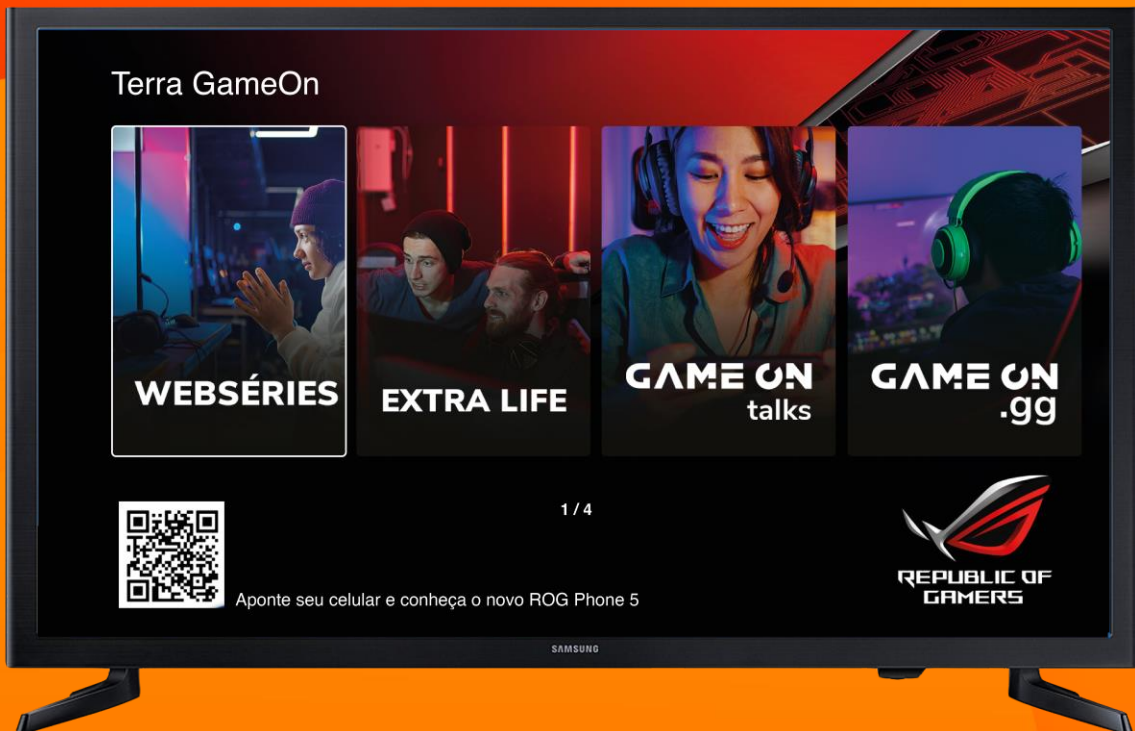 Terra GameOn
WEBSÉRIES
EXTRA LIFE
GAME ON
talks
GAME ON
.gg
1 / 4
Aponte seu celular e conheça o novo ROG Phone 5
REPUBLIC OF
GAMERS
SAMSUNG